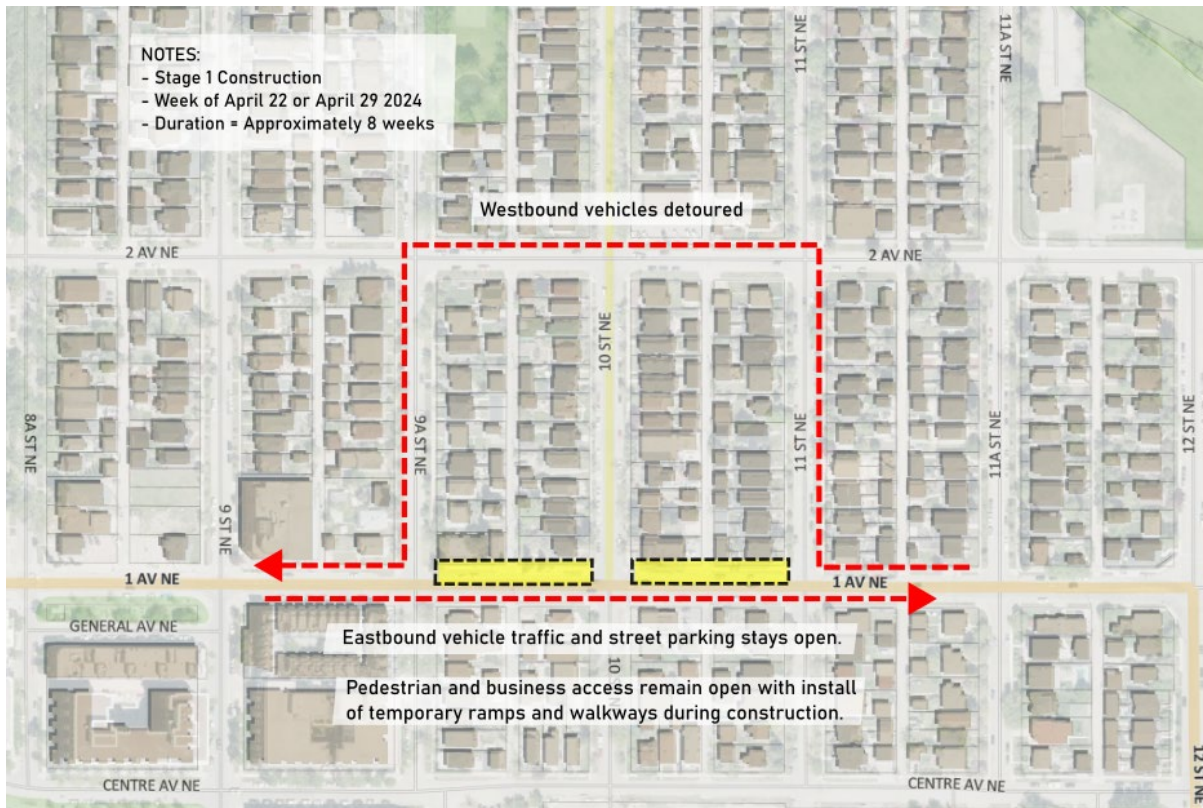 NOTES:
- Stage 1 Construction
- Week of April 22 or April 29 2024
- Duration = Approximately 8 weeks
11 ST NE
11A ST NE
Westbound vehicles detoured
2 AV NE
2 AV NE
10 ST NE
8A ST NE
9 ST NE
9A ST NE
11 ST NE
11A ST NE
12 ST NE
1 AV NE
1 AV NE
GENERAL AV NE
Eastbound vehicle traffic and street parking stays open.
10
Pedestrian and business access remain open with install
of temporary ramps and walkways during construction.
CENTRE AV NE
CENTRE AV NE
12 ST